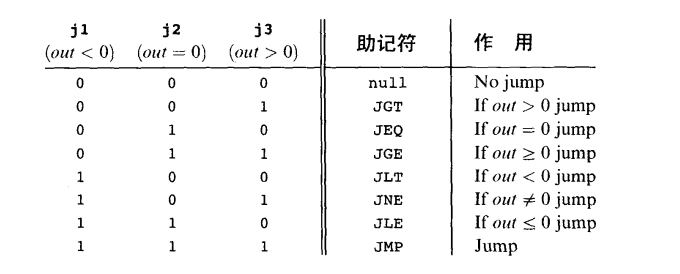 j1 j2 j3 助记符 作 用
(out < 0) (out = 0) (out > 0)
0 0 0 null No jump
0 0 1 JGT If out > 0 jump
0 1 0 JEQ If out = 0 jump
0 1 1 JGE If out ≥ 0 jump
1 0 0 JLT If out < 0 jump
1 0 1 JNE If out ≠ 0 jump
1 1 0 JLE If out ≤ 0 jump
1 1 1 JMP Jump